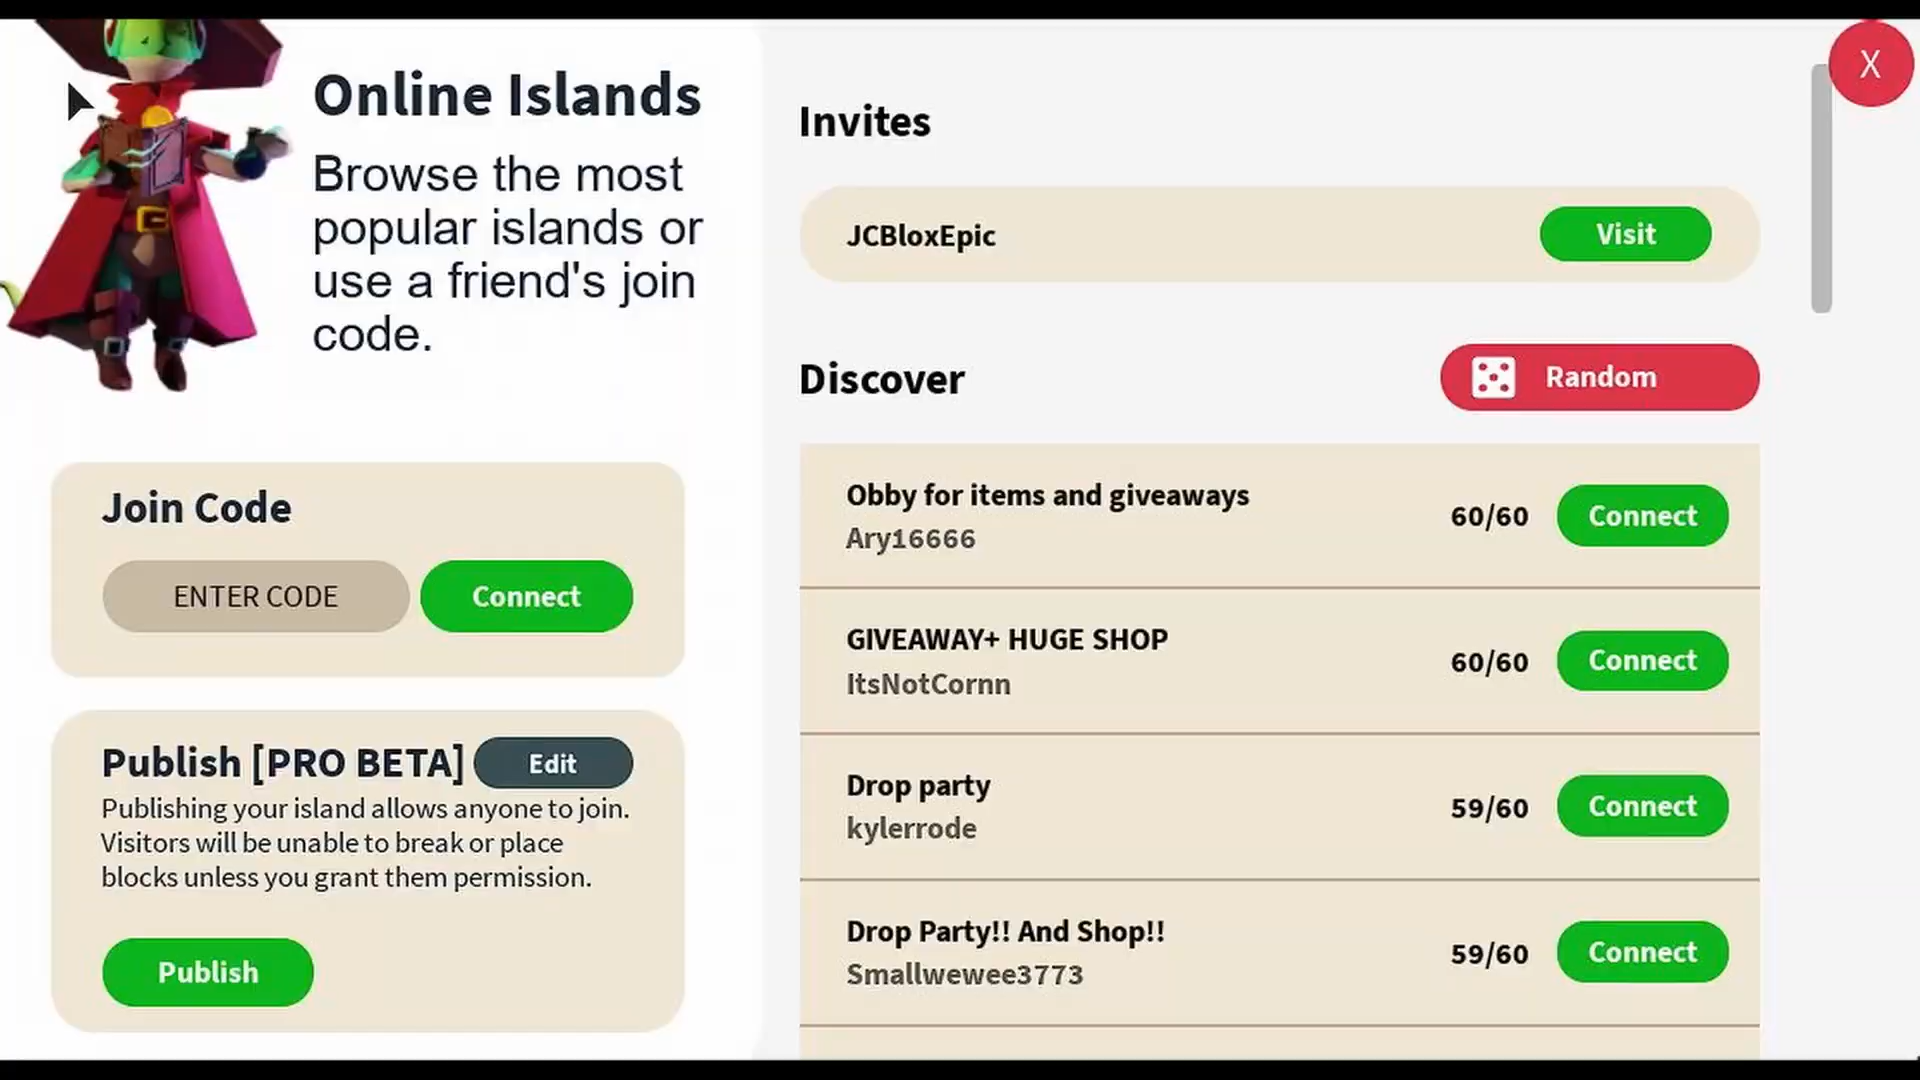 Online Islands
Browse the most
popular islands or
use a friend's join
code.
Join Code
ENTER CODE
Connect
Publish [PRO BETA]
Edit
Publishing your island allows anyone to join.
Visitors will be unable to break or place
blocks unless you grant them permission.
Publish
X
Invites
JCBloxEpic
Visit
Discover
Random
Obby for items and giveaways
Ary16666
60/60
Connect
GIVEAWAY+ HUGE SHOP
ItsNotCornn
60/60
Connect
Drop party
kylerrode
59/60
Connect
Drop Party!! And Shop!!
Smallwewee3773
59/60
Connect